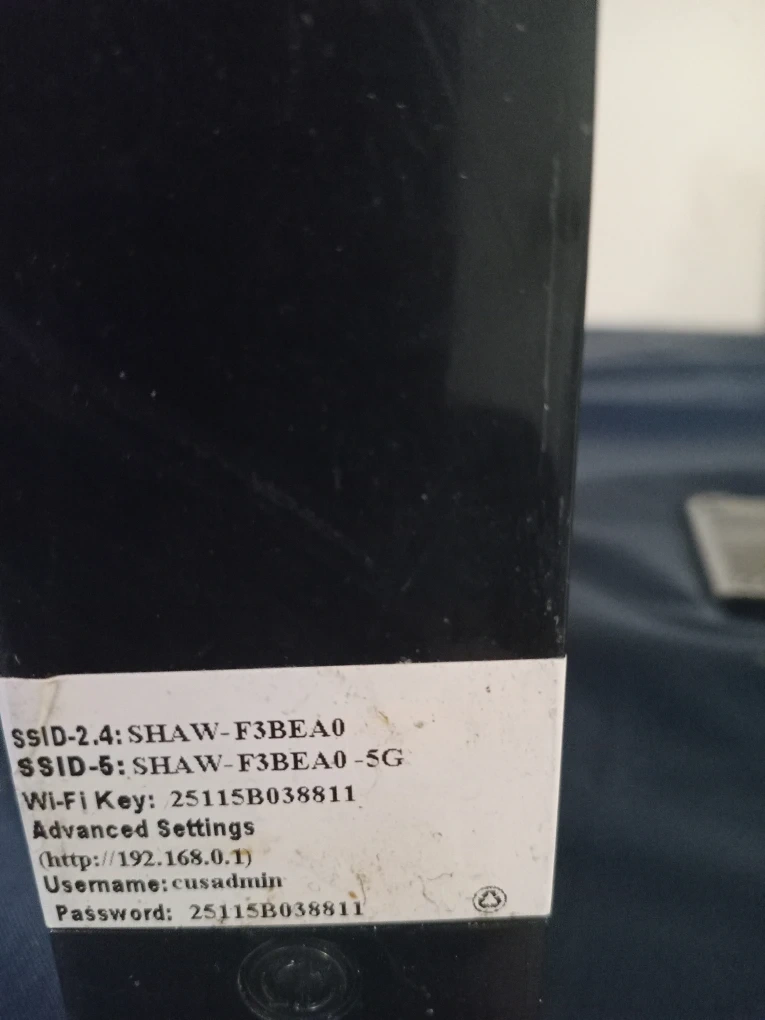 SSID-2.4: SHAW-F3BEA0
SSID-5: SHAW-F3BEA0 -5G
Wi-Fi Key: 25115B038811
Advanced Settings
(http://192.168.0.1)
Username: cusadmin
Password: 25115B038811